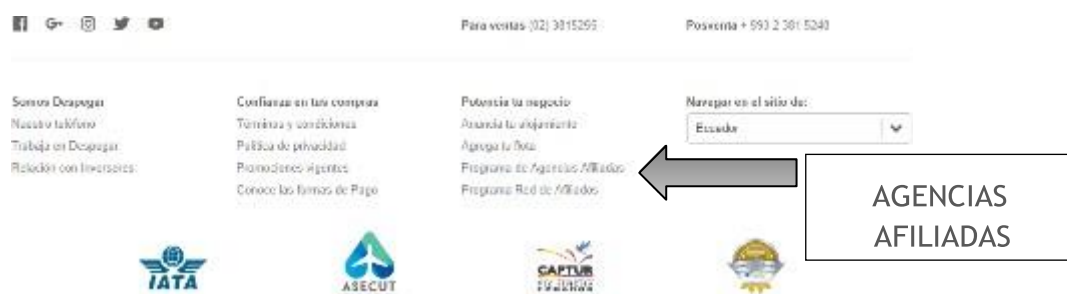 Para ventas (02) 3815295
Posventa + 593 2 381 5240
Somos Despegar
Nuestro teléfono
Trabaja en Despegar
Relación con Inversores
Confianza en tus compras
Términos y condiciones
Política de privacidad
Promociones vigentes
Conoce las formas de Pago
Potencia tu negocio
Anuncia tu alojamiento
Agrega tu flota
Programa de Agencias Afiliadas
Programa Red de Afiliados
Navegar en el sitio de:
Ecuador
AGENCIAS
AFILIADAS
IATA
ASECUT
CAPTUR